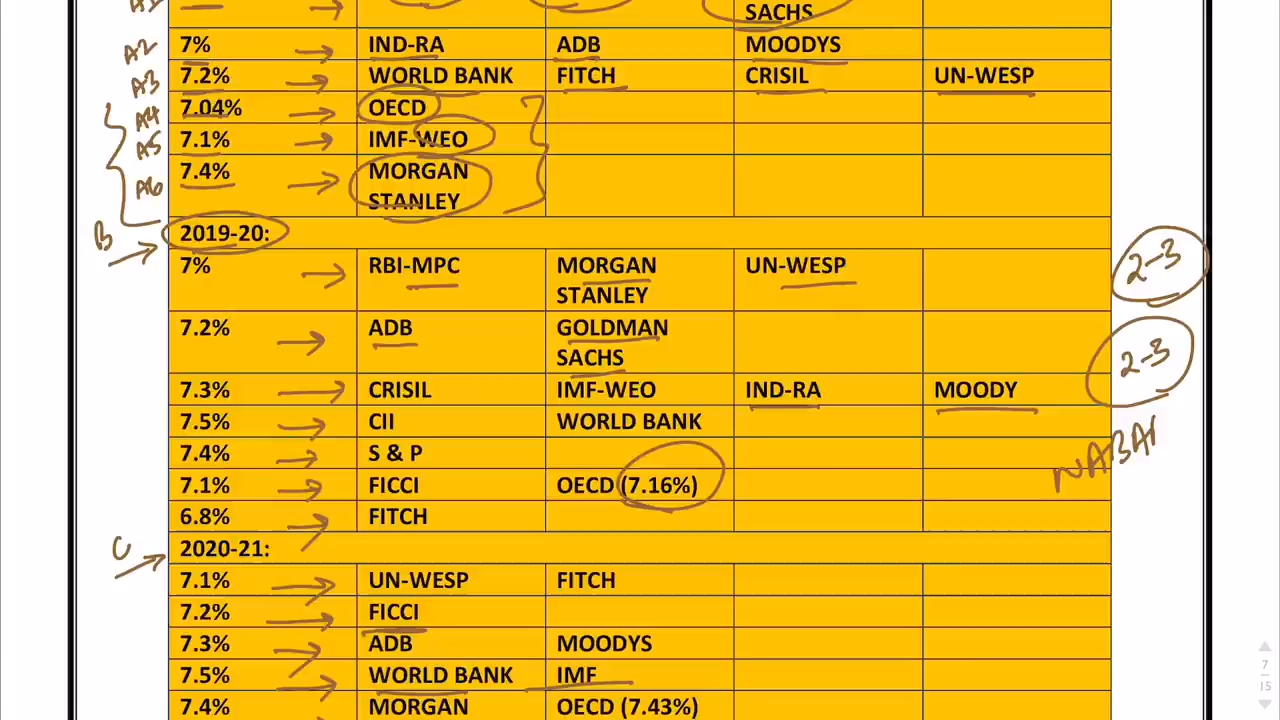 A1
SACHS
A2 7% IND-RA ADB MOODYS
A3 7.2% WORLD BANK FITCH CRISIL UN-WESP
A4 7.04% OECD
A5 7.1% IMF-WEO
A6 7.4% MORGAN
STANLEY
B 2019-20:
7% RBI-MPC MORGAN UN-WESP 2-3
STANLEY
7.2% ADB GOLDMAN
SACHS 2-3
7.3% CRISIL IMF-WEO IND-RA MOODY
7.5% CII WORLD BANK
7.4% S & P
7.1% FICCI OECD (7.16%)
6.8% FITCH
C 2020-21:
7.1% UN-WESP FITCH
7.2% FICCI
7.3% ADB MOODYS
7.5% WORLD BANK IMF
7.4% MORGAN OECD (7.43%)
7
15